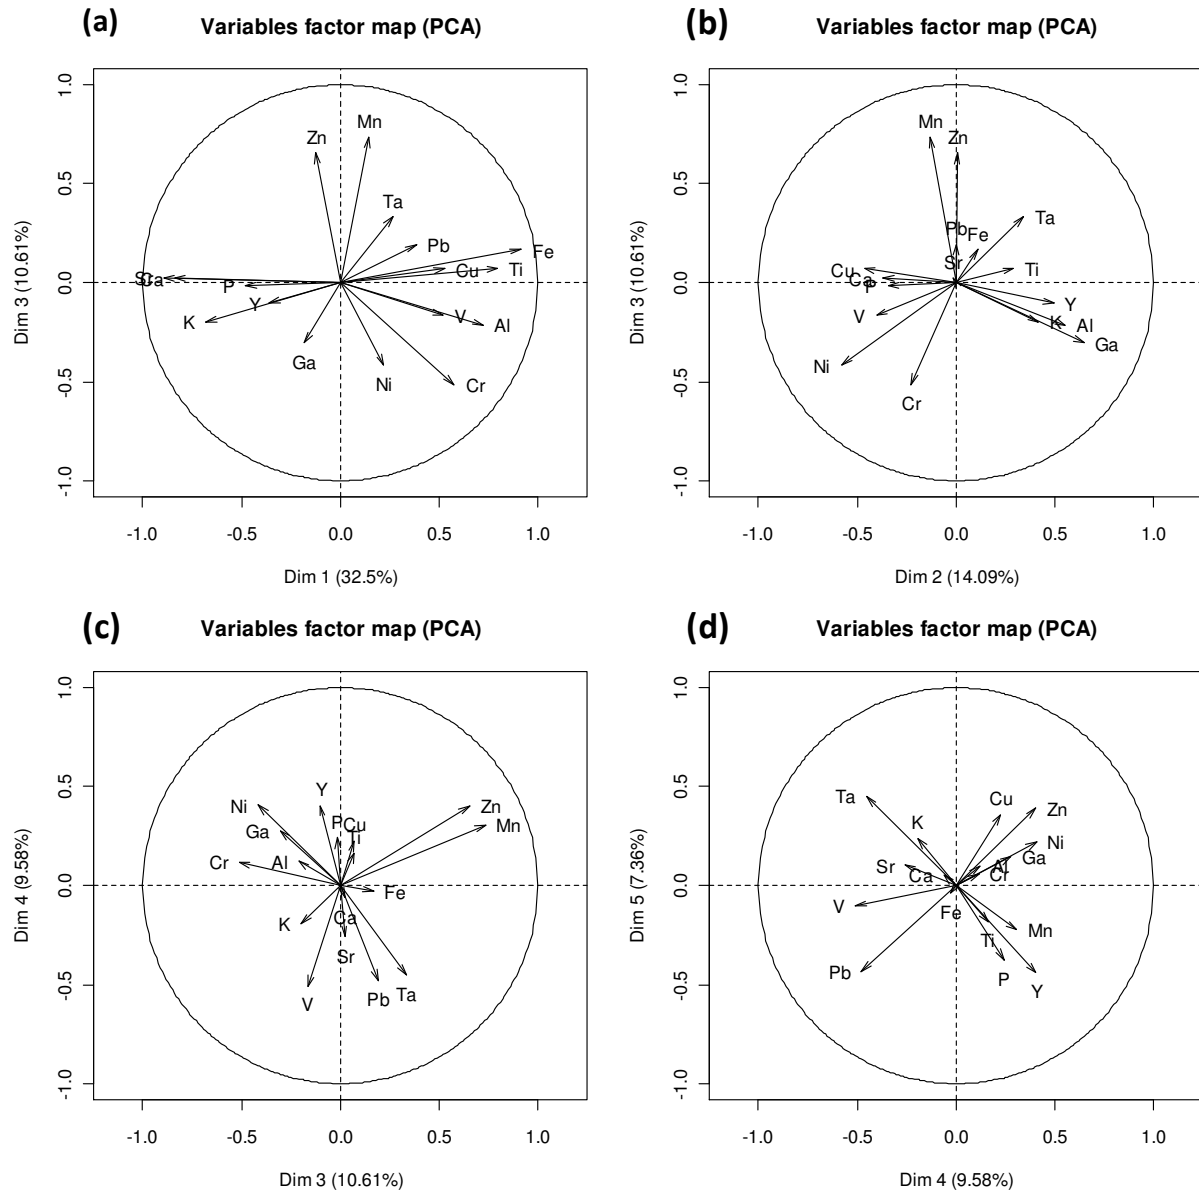 (a)
Variables factor map (PCA)
Dim 3 (10.61%)
1.0
0.5
0.0
-0.5
-1.0
Mn
Zn
Ta
Pb
Fe
Cu
Ti
Sr
Ca
P
Y
K
V
Al
Ga
Ni
Cr
-1.0 -0.5 0.0 0.5 1.0
Dim 1 (32.5%)
(b)
Variables factor map (PCA)
Dim 3 (10.61%)
1.0
0.5
0.0
-0.5
-1.0
Mn
Zn
Ta
Pb
Fe
Sr
Cu
Ti
Ca
P
Y
V
K
Al
Ga
Ni
Cr
-1.0 -0.5 0.0 0.5 1.0
Dim 2 (14.09%)
(c)
Variables factor map (PCA)
Dim 4 (9.58%)
1.0
0.5
0.0
-0.5
-1.0
Y
Ni
Zn
P
Cu
Mn
Ga
Ti
Cr
Al
Fe
Ca
K
Sr
V
Pb
Ta
-1.0 -0.5 0.0 0.5 1.0
Dim 3 (10.61%)
(d)
Variables factor map (PCA)
Dim 5 (7.36%)
1.0
0.5
0.0
-0.5
-1.0
Ta
Cu
Zn
K
Ni
Ga
Sr
Al
Ca
Cr
V
Fe
Mn
Ti
Pb
P
Y
-1.0 -0.5 0.0 0.5 1.0
Dim 4 (9.58%)